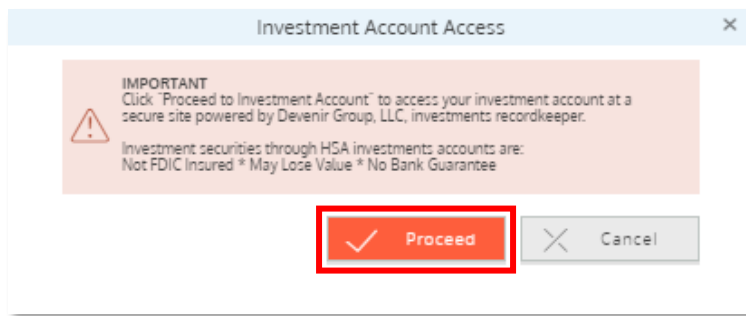 Investment Account Access
IMPORTANT
Click ¨Proceed to Investment Account¨ to access your investment account at a
secure site powered by Devenir Group, LLC, investments recordkeeper.
Investment securities through HSA investments accounts are:
Not FDIC Insured * May Lose Value * No Bank Guarantee
Proceed
Cancel